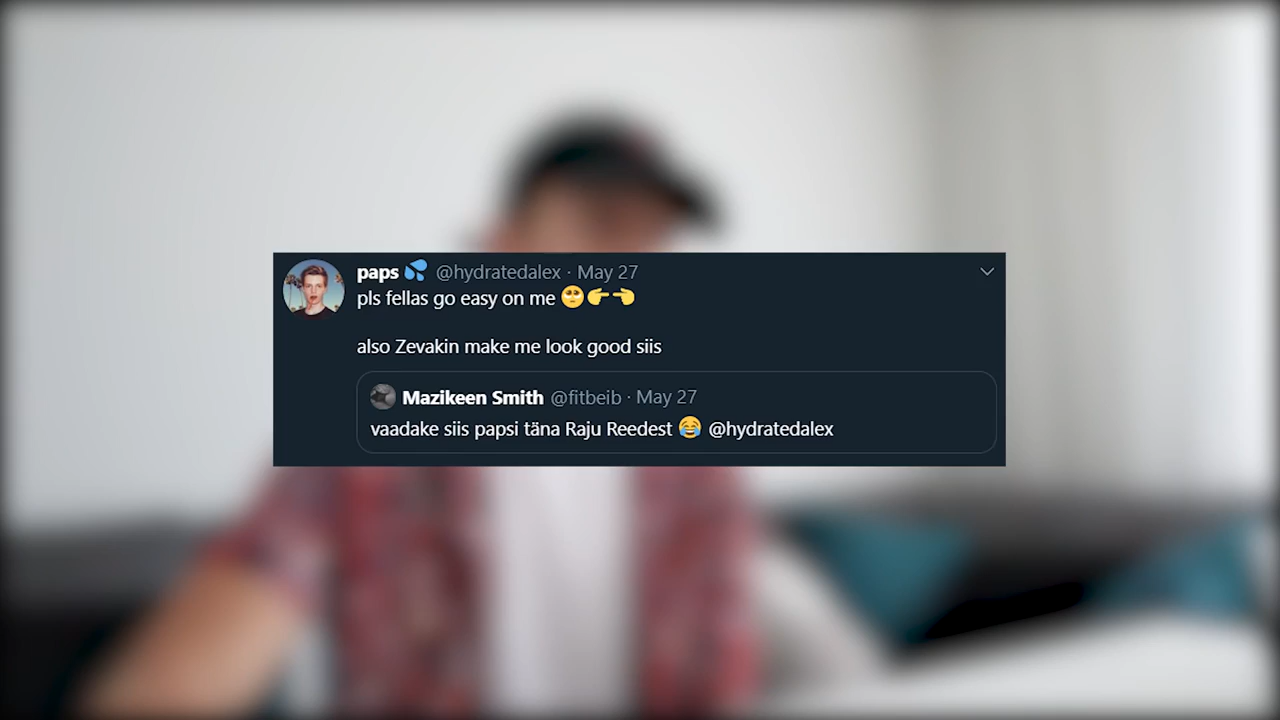 paps 💦 @hydratedalex · May 27
pls fellas go easy on me 🥺👉👈
also Zevakin make me look good siis
Mazikeen Smith @fitbeib · May 27
vaadake siis papsi täna Raju Reedest 😂 @hydratedalex